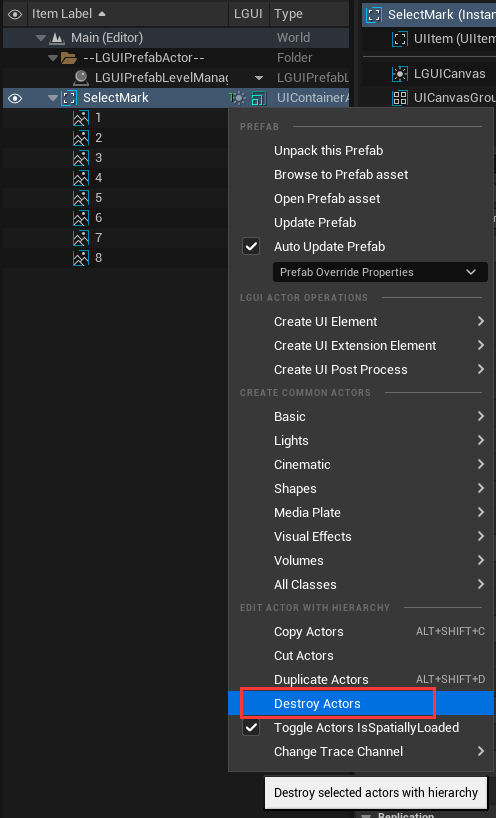 Item Label LGUI Type
Main (Editor) World
--LGUIPrefabActor-- Folder
LGUIPrefabLevelMana LGUIPrefabL
SelectMark UIContainerA
1
2
3
4
5
6
7
8
SelectMark (Instan
UIItem (UIItem
LGUICanvas
UICanvasGrou
PREFAB
Unpack this Prefab
Browse to Prefab asset
Open Prefab asset
Update Prefab
Auto Update Prefab
Prefab Override Properties
LGUI ACTOR OPERATIONS
Create UI Element
Create UI Extension Element
Create UI Post Process
CREATE COMMON ACTORS
Basic
Lights
Cinematic
Shapes
Media Plate
Visual Effects
Volumes
All Classes
EDIT ACTOR WITH HIERARCHY
Copy Actors ALT+SHIFT+C
Cut Actors
Duplicate Actors ALT+SHIFT+D
Destroy Actors
Toggle Actors IsSpatiallyLoaded
Change Trace Channel
Destroy selected actors with hierarchy
Replication